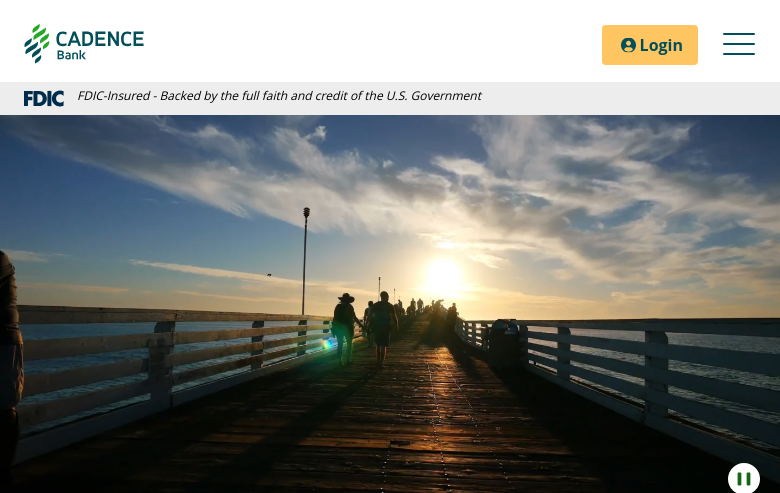 CADENCE
Bank
Login
FDIC
FDIC-Insured - Backed by the full faith and credit of the U.S. Government